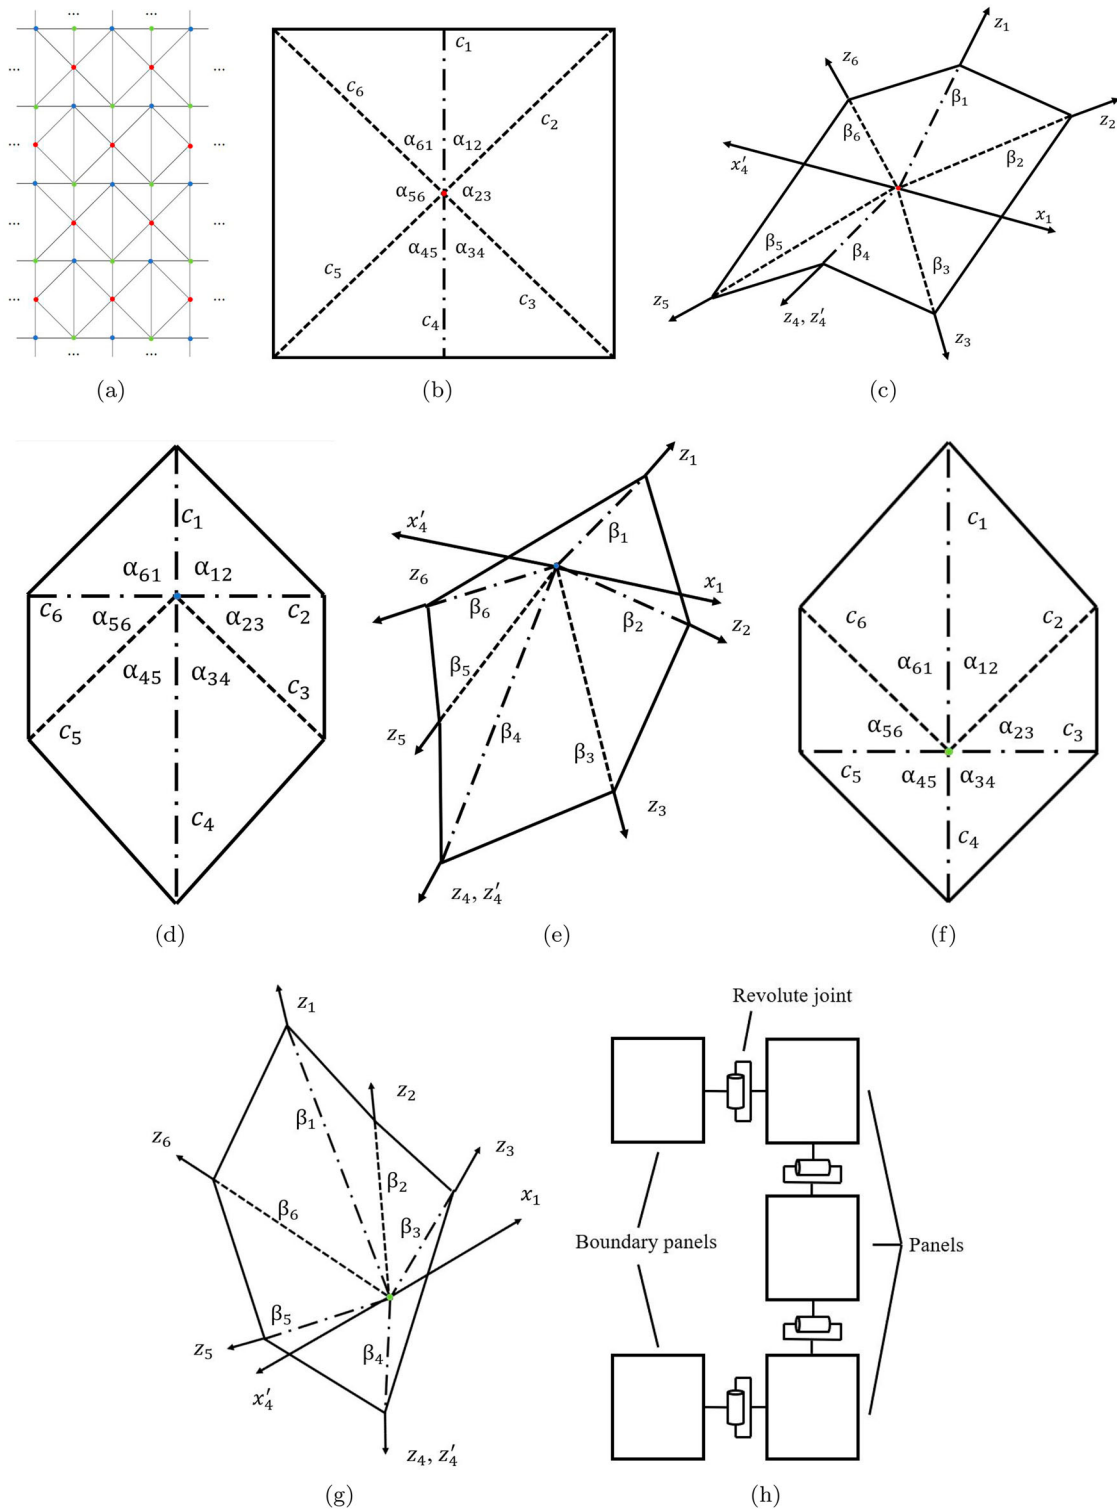 ...
...
...
...
...
...
...
...
...
...
...
...
(a)
c₁
c₆
c₂
α₆₁ α₁₂
α₅₆ α₂₃
α₄₅ α₃₄
c₅
c₃
c₄
(b)
z₁
z₆
β₁
z₂
β₆
β₂
x′₄
x₁
β₅
β₄
β₃
z₅
z₄, z′₄
z₃
(c)
c₁
α₆₁ α₁₂
c₆ α₅₆ α₂₃ c₂
α₄₅ α₃₄
c₃
c₅
c₄
(d)
z₁
x′₄
β₁
z₆
x₁
β₆
β₂
z₂
β₅
z₅
β₄
β₃
z₃
z₄, z′₄
(e)
c₁
c₆ c₂
α₆₁ α₁₂
α₅₆ α₂₃ c₃
c₅ α₄₅ α₃₄
c₄
(f)
z₁
z₂
β₁
z₆
z₃
β₂
x₁
β₆
β₃
β₅
z₅
β₄
x′₄
z₄, z′₄
(g)
Revolute joint
Boundary panels
Panels
(h)